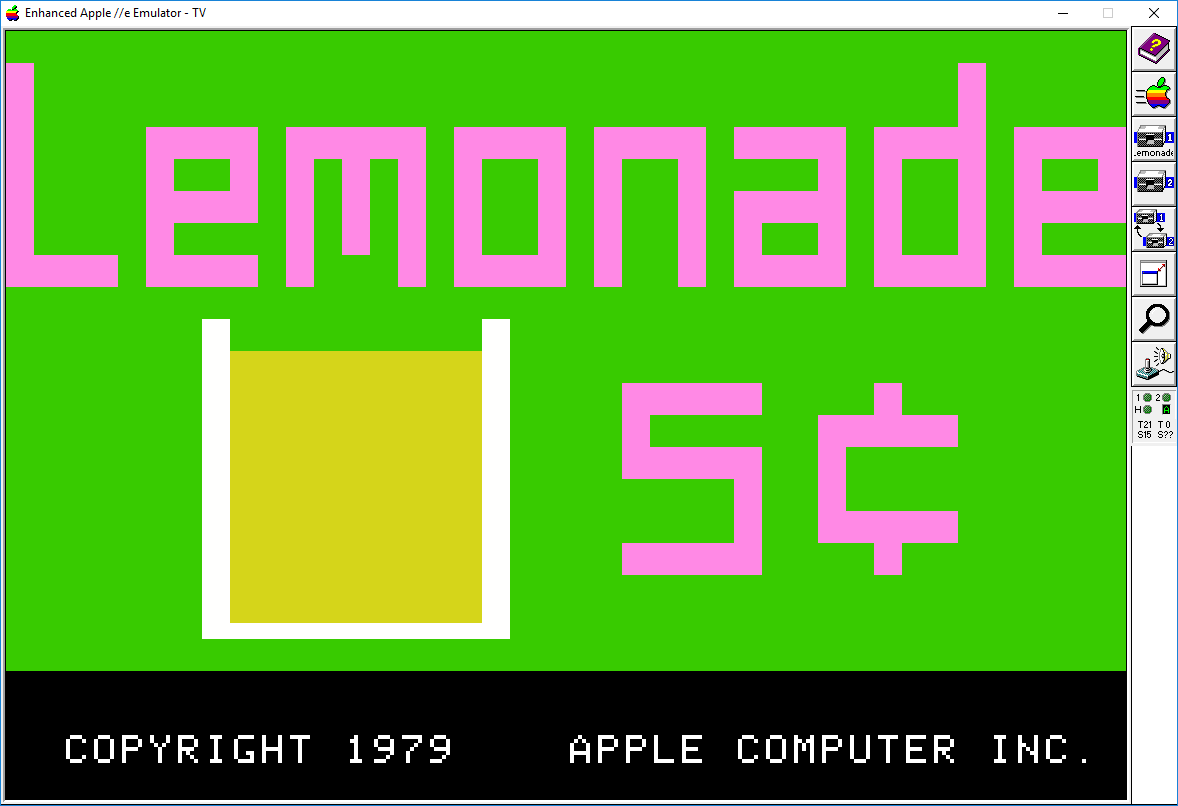 Enhanced Apple //e Emulator - TV
Lemonade
5¢
COPYRIGHT 1979 APPLE COMPUTER INC.
?
1
Lemonade
2
1
2
1 2
H A
T21 T 0
S15 S??